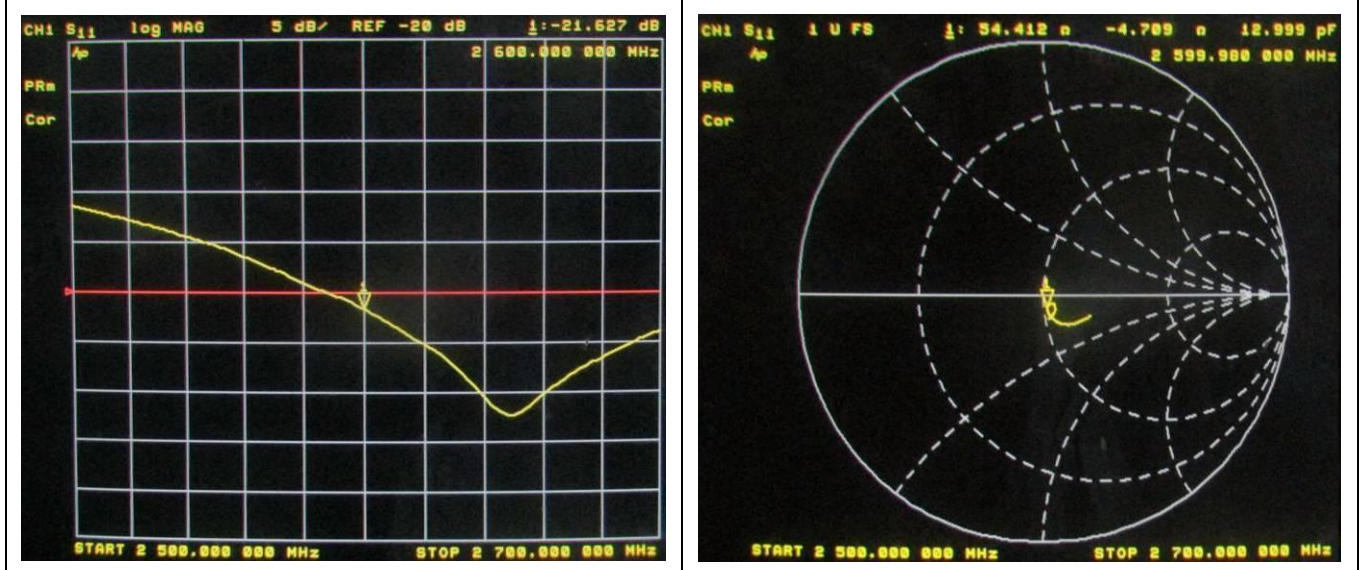 CH1 S11 log MAG 5 dB/ REF -20 dB 1:-21.627 dB
hp
2 600.000 000 MHz
PRm
Cor
START 2 500.000 000 MHz STOP 2 700.000 000 MHz
CH1 S11 1 U FS 1: 54.412 Ω -4.709 Ω 12.999 pF
hp
2 599.980 000 MHz
PRm
Cor
START 2 500.000 000 MHz STOP 2 700.000 000 MHz